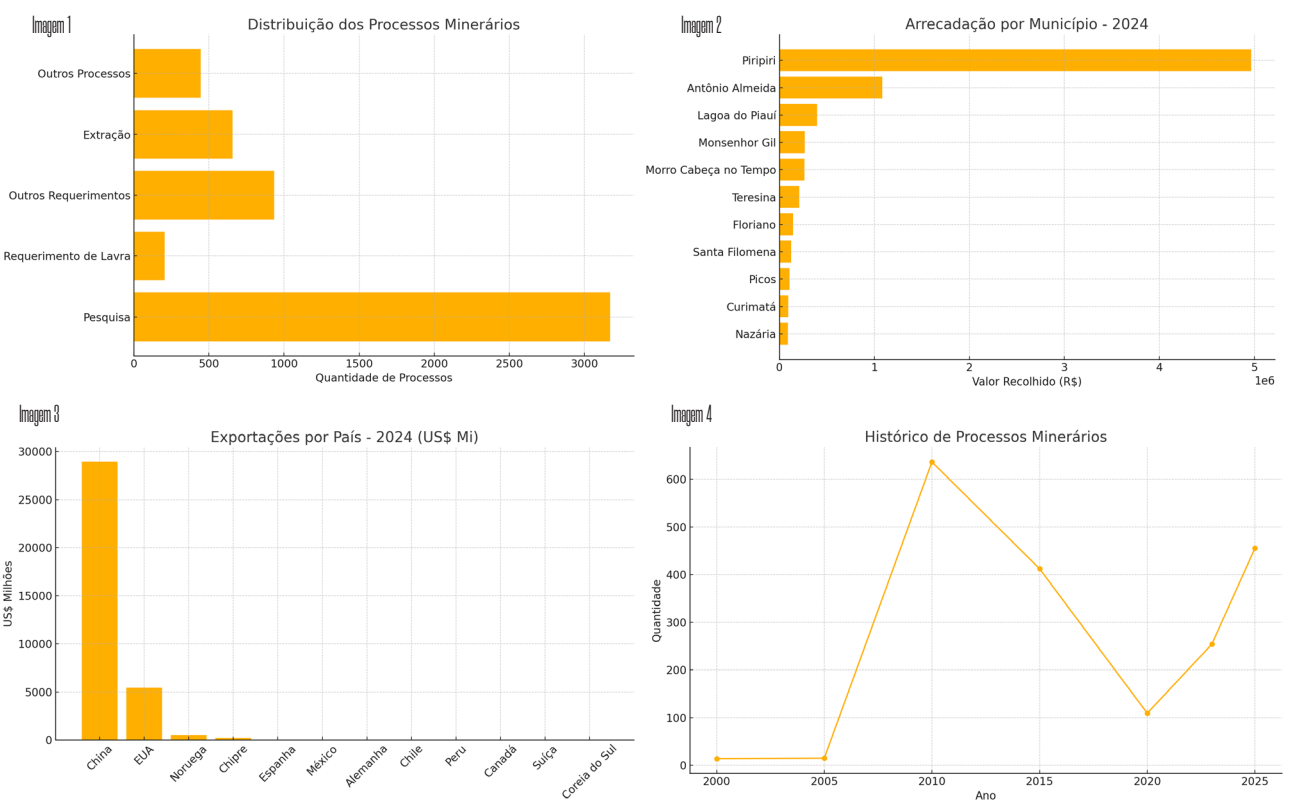 Imagem 1
Distribuição dos Processos Minerários
Outros Processos
Extração
Outros Requerimentos
Requerimento de Lavra
Pesquisa
0 500 1000 1500 2000 2500 3000
Quantidade de Processos
Imagem 2
Arrecadação por Município - 2024
Piripiri
Antônio Almeida
Lagoa do Piauí
Monsenhor Gil
Morro Cabeça no Tempo
Teresina
Floriano
Santa Filomena
Picos
Curimatá
Nazária
0 1 2 3 4 5
1e6
Valor Recolhido (R$)
Imagem 3
Exportações por País - 2024 (US$ Mi)
US$ Milhões
30000
25000
20000
15000
10000
5000
0
China EUA Noruega Chipre Espanha México Alemanha Chile Peru Canadá Suíça Coreia do Sul
Imagem 4
Histórico de Processos Minerários
Quantidade
600
500
400
300
200
100
0
2000 2005 2010 2015 2020 2025
Ano